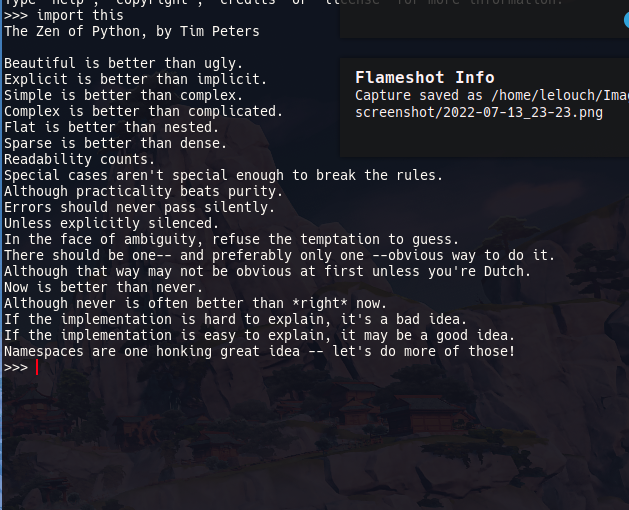 Type "help", "copyright", "credits" or "license" for more information.
>>> import this
The Zen of Python, by Tim Peters
Beautiful is better than ugly.
Explicit is better than implicit.
Simple is better than complex.
Complex is better than complicated.
Flat is better than nested.
Sparse is better than dense.
Readability counts.
Special cases aren't special enough to break the rules.
Although practicality beats purity.
Errors should never pass silently.
Unless explicitly silenced.
In the face of ambiguity, refuse the temptation to guess.
There should be one-- and preferably only one --obvious way to do it.
Although that way may not be obvious at first unless you're Dutch.
Now is better than never.
Although never is often better than *right* now.
If the implementation is hard to explain, it's a bad idea.
If the implementation is easy to explain, it may be a good idea.
Namespaces are one honking great idea -- let's do more of those!
>>>
Flameshot Info
Capture saved as /home/lelouch/Imag
screenshot/2022-07-13_23-23.png